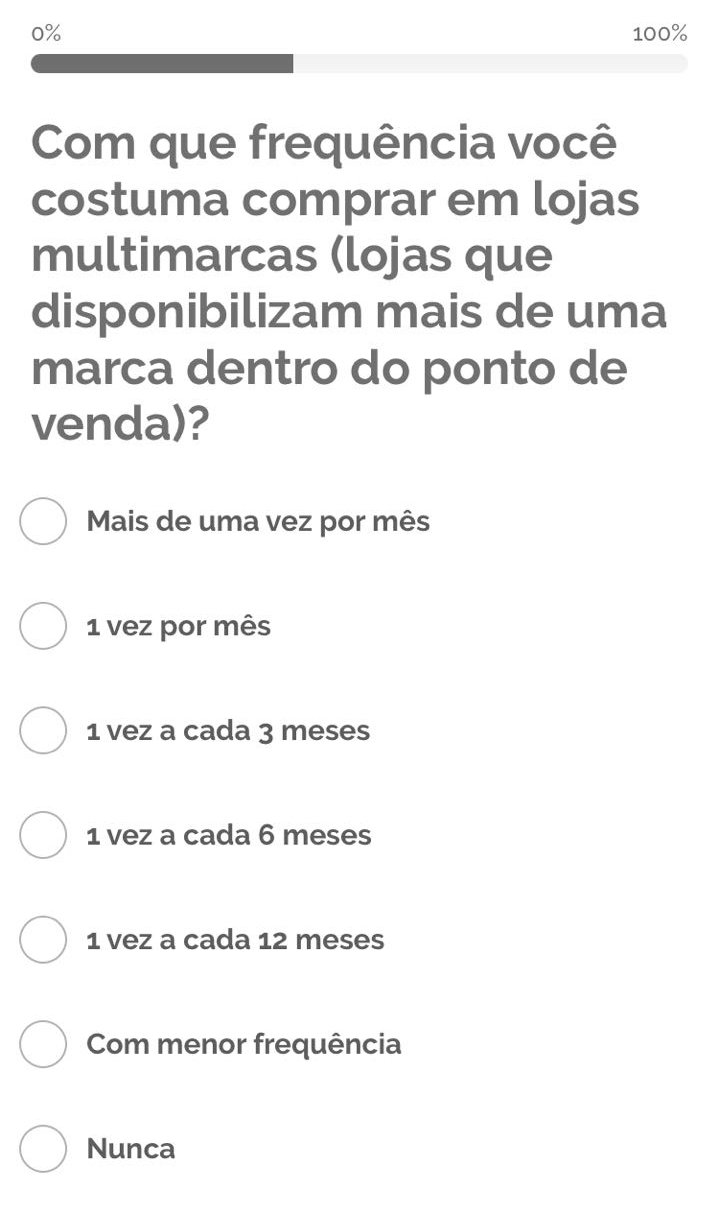 0% 100%
Com que frequência você
costuma comprar em lojas
multimarcas (lojas que
disponibilizam mais de uma
marca dentro do ponto de
venda)?
Mais de uma vez por mês
1 vez por mês
1 vez a cada 3 meses
1 vez a cada 6 meses
1 vez a cada 12 meses
Com menor frequência
Nunca